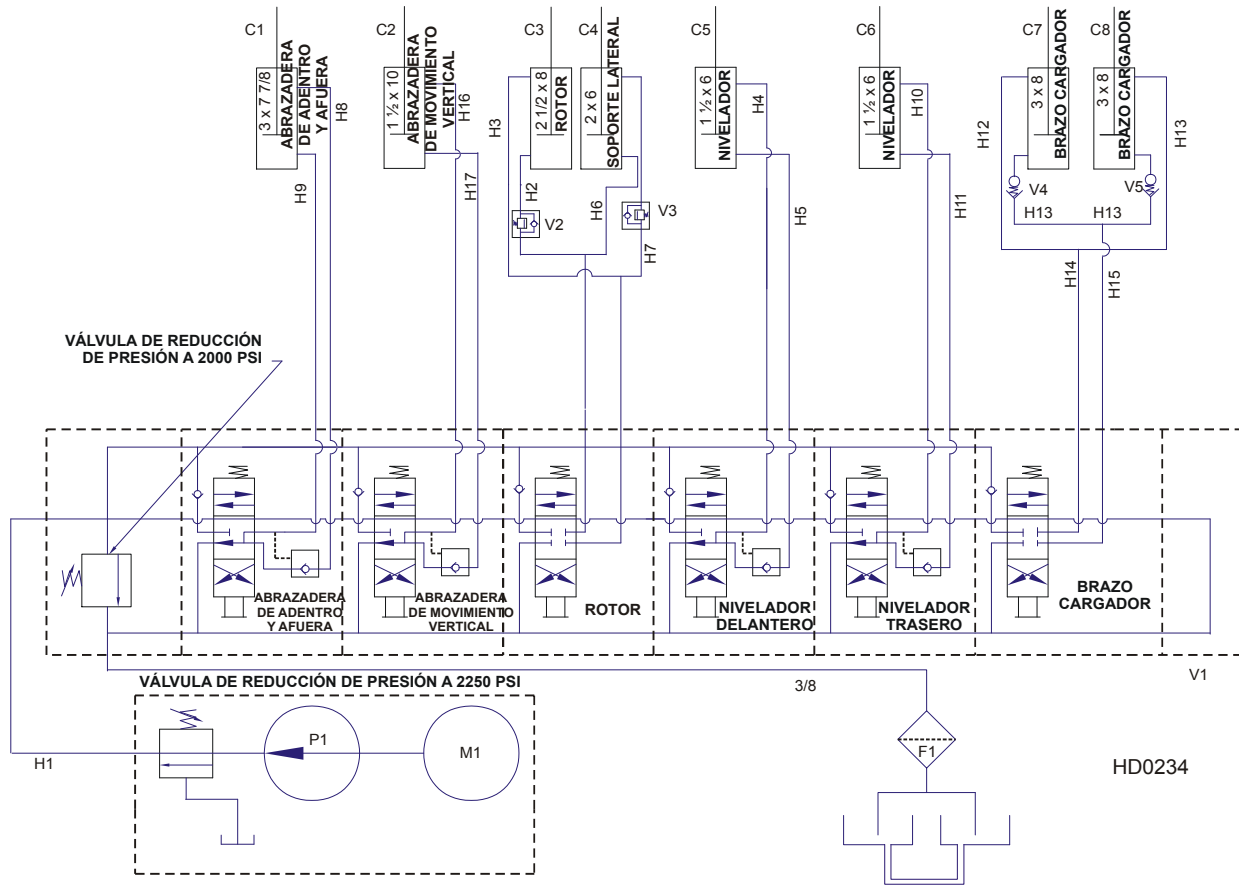 C1
C2
C3
C4
C5
C6
C7
C8
3 x 7 7/8
ABRAZADERA
DE ADENTRO
Y AFUERA
H8
H9
1 ½ x 10
ABRAZADERA
DE MOVIMIENTO
VERTICAL
H16
H17
H3
2 1/2 x 8
ROTOR
2 x 6
SOPORTE LATERAL
H2
H6
V2
V3
H7
1 ½ x 6
NIVELADOR
H4
H5
1 ½ x 6
NIVELADOR
H10
H11
H12
3 x 8
BRAZO CARGADOR
3 x 8
BRAZO CARGADOR
H13
V4
V5
H13
H13
H14
H15
VÁLVULA DE REDUCCIÓN
DE PRESIÓN A 2000 PSI
ABRAZADERA
DE ADENTRO
Y AFUERA
ABRAZADERA
DE MOVIMIENTO
VERTICAL
ROTOR
NIVELADOR
DELANTERO
NIVELADOR
TRASERO
BRAZO
CARGADOR
V1
VÁLVULA DE REDUCCIÓN DE PRESIÓN A 2250 PSI
3/8
P1
M1
F1
H1
HD0234